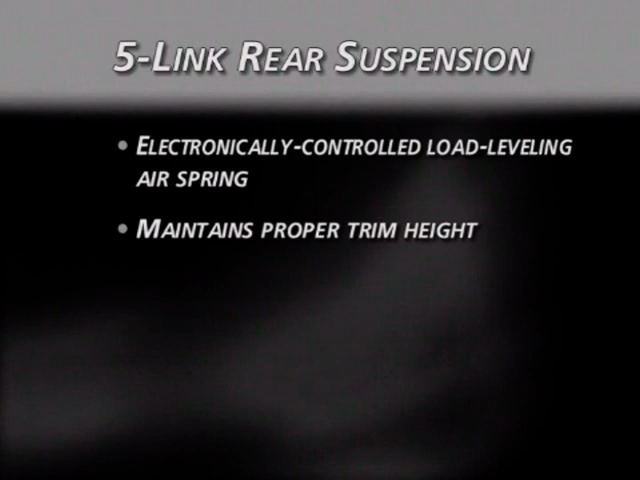 5-LINK REAR SUSPENSION
• ELECTRONICALLY-CONTROLLED LOAD-LEVELING
AIR SPRING
• MAINTAINS PROPER TRIM HEIGHT